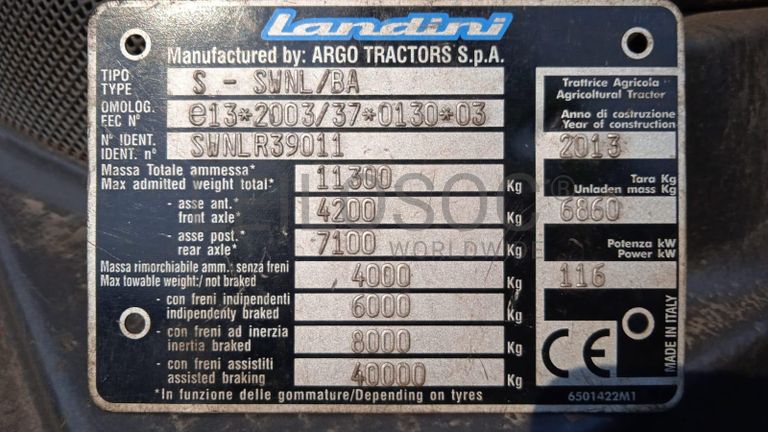 Landini
Manufactured by: ARGO TRACTORS S.p.A.
TIPO
TYPE
S - SWNL/BA
OMOLOG.
EEC N°
e13*2003/37*0130*03
N° IDENT.
IDENT. n°
SWNLR39011
Massa Totale ammessa*
Max admitted weight total*
11300 Kg
- asse ant.*
front axle*
4200 Kg
- asse post.*
rear axle*
7100 Kg
Massa rimorchiabile amm.: senza freni
Max towable weight:/ not braked
4000 Kg
- con freni indipendenti
independenty braked
6000 Kg
- con freni ad inerzia
inertia braked
8000 Kg
- con freni assistiti
assisted braking
40000 Kg
*In funzione delle gommature/Depending on tyres
Trattrice Agricola
Agricoltural Tractor
Anno di costruzione
Year of construction
2013
Tara Kg
Unladen mass Kg
6860
Potenza kW
Power kW
116
CE
MADE IN ITALY
6501422M1
WORLDWIDE